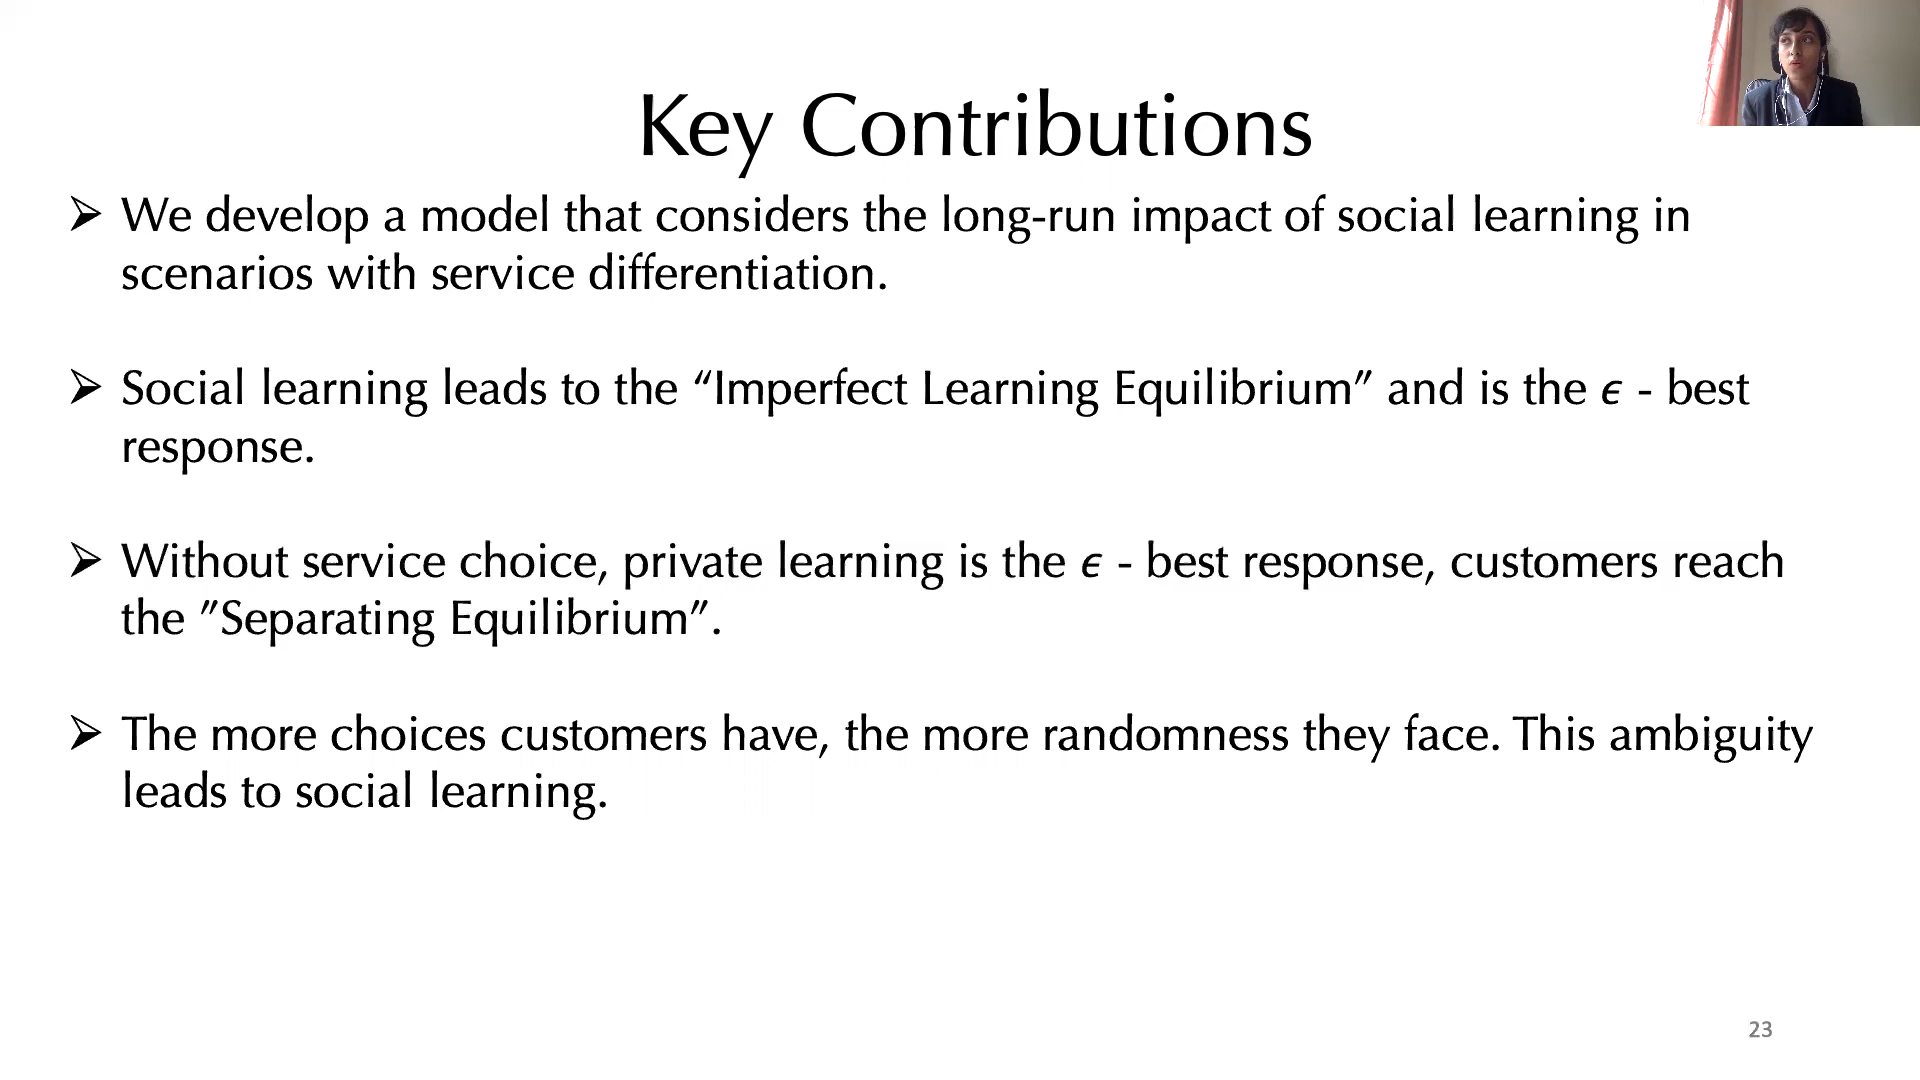 Key Contributions
➢ We develop a model that considers the long-run impact of social learning in
scenarios with service differentiation.
➢ Social learning leads to the “Imperfect Learning Equilibrium” and is the ϵ - best
response.
➢ Without service choice, private learning is the ϵ - best response, customers reach
the ”Separating Equilibrium”.
➢ The more choices customers have, the more randomness they face. This ambiguity
leads to social learning.
23